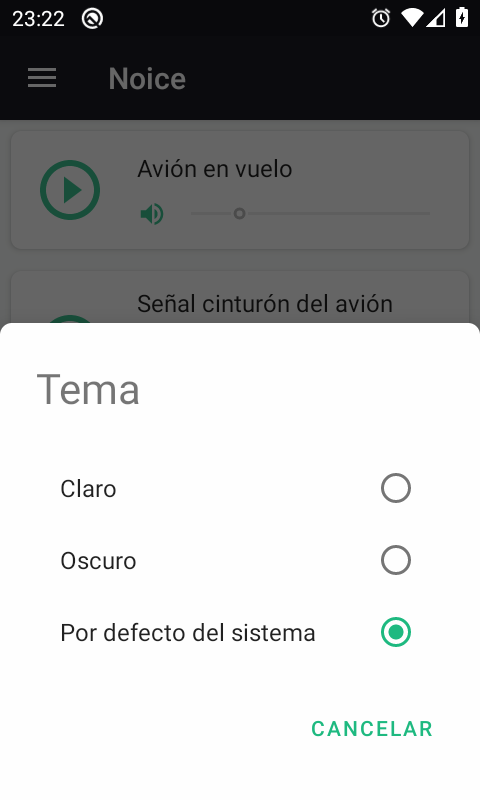 23:22
Noice
Avión en vuelo
Señal cinturón del avión
Tema
Claro
Oscuro
Por defecto del sistema
CANCELAR